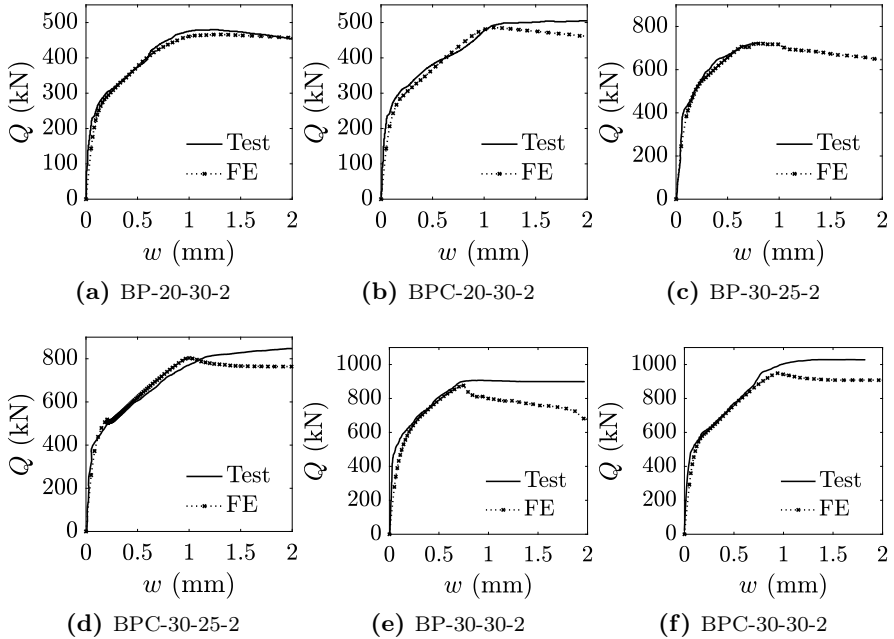 500
400
300
200
100
0
Q (kN)
Test
FE
0 0.5 1 1.5 2
w (mm)
(a) BP-20-30-2
500
400
300
200
100
0
Q (kN)
Test
FE
0 0.5 1 1.5 2
w (mm)
(b) BPC-20-30-2
800
600
400
200
0
Q (kN)
Test
FE
0 0.5 1 1.5 2
w (mm)
(c) BP-30-25-2
800
600
400
200
0
Q (kN)
Test
FE
0 0.5 1 1.5 2
w (mm)
(d) BPC-30-25-2
1000
800
600
400
200
0
Q (kN)
Test
FE
0 0.5 1 1.5 2
w (mm)
(e) BP-30-30-2
1000
800
600
400
200
0
Q (kN)
Test
FE
0 0.5 1 1.5 2
w (mm)
(f) BPC-30-30-2